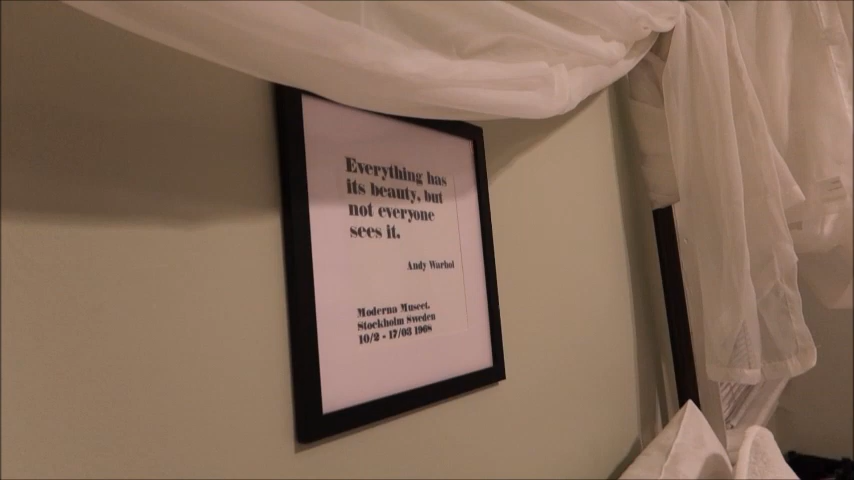 Everything has
its beauty, but
not everyone
sees it.
Andy Warhol
Moderna Museet.
Stockholm Sweden
10/2 - 17/03 1968